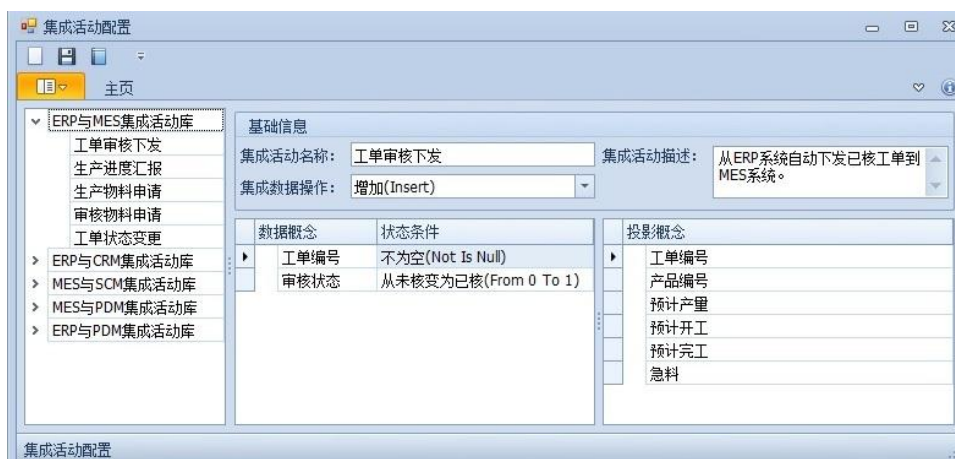 集成活动配置
主页
ERP与MES集成活动库
工单审核下发
生产进度汇报
生产物料申请
审核物料申请
工单状态变更
ERP与CRM集成活动库
MES与SCM集成活动库
MES与PDM集成活动库
ERP与PDM集成活动库
基础信息
集成活动名称： 工单审核下发
集成数据操作： 增加(Insert)
集成活动描述： 从ERP系统自动下发已核工单到
MES系统。
数据概念 状态条件
工单编号 不为空(Not Is Null)
审核状态 从未核变为已核(From 0 To 1)
投影概念
工单编号
产品编号
预计产量
预计开工
预计完工
急料
集成活动配置